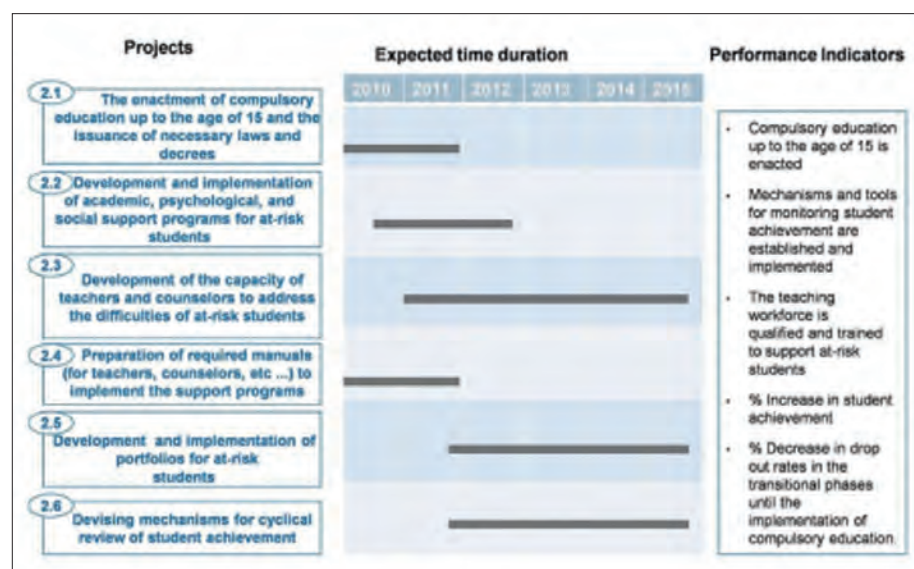 Projects
Expected time duration
Performance Indicators
2010 2011 2012 2013 2014 2015
2.1
The enactment of compulsory
education up to the age of 15 and the
issuance of necessary laws and
decrees
2.2
Development and implementation
of academic, psychological, and
social support programs for at-risk
students
2.3
Development of the capacity of
teachers and counselors to address
the difficulties of at-risk students
2.4
Preparation of required manuals
(for teachers, counselors, etc ...) to
implement the support programs
2.5
Development and implementation of
portfolios for at-risk
students
2.6
Devising mechanisms for cyclical
review of student achievement
• Compulsory education
up to the age of 15 is
enacted
• Mechanisms and tools
for monitoring student
achievement are
established and
implemented
• The teaching
workforce is
qualified and trained
to support at-risk
students
• % Increase in student
achievement
• % Decrease in drop
out rates in the
transitional phases
until the
implementation of
compulsory education